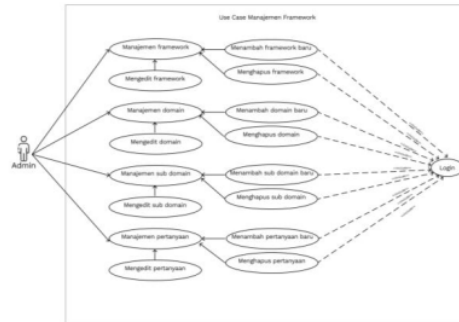 Use Case Manajemen Framework
Manajemen framework
Menambah framework baru
Mengedit framework
Menghapus framework
Manajemen domain
Menambah domain baru
Mengedit domain
Menghapus domain
Admin
Manajemen sub domain
Menambah sub domain baru
Login
Mengedit sub domain
Menghapus sub domain
Manajemen pertanyaan
Menambah pertanyaan baru
Mengedit pertanyaan
Menghapus pertanyaan